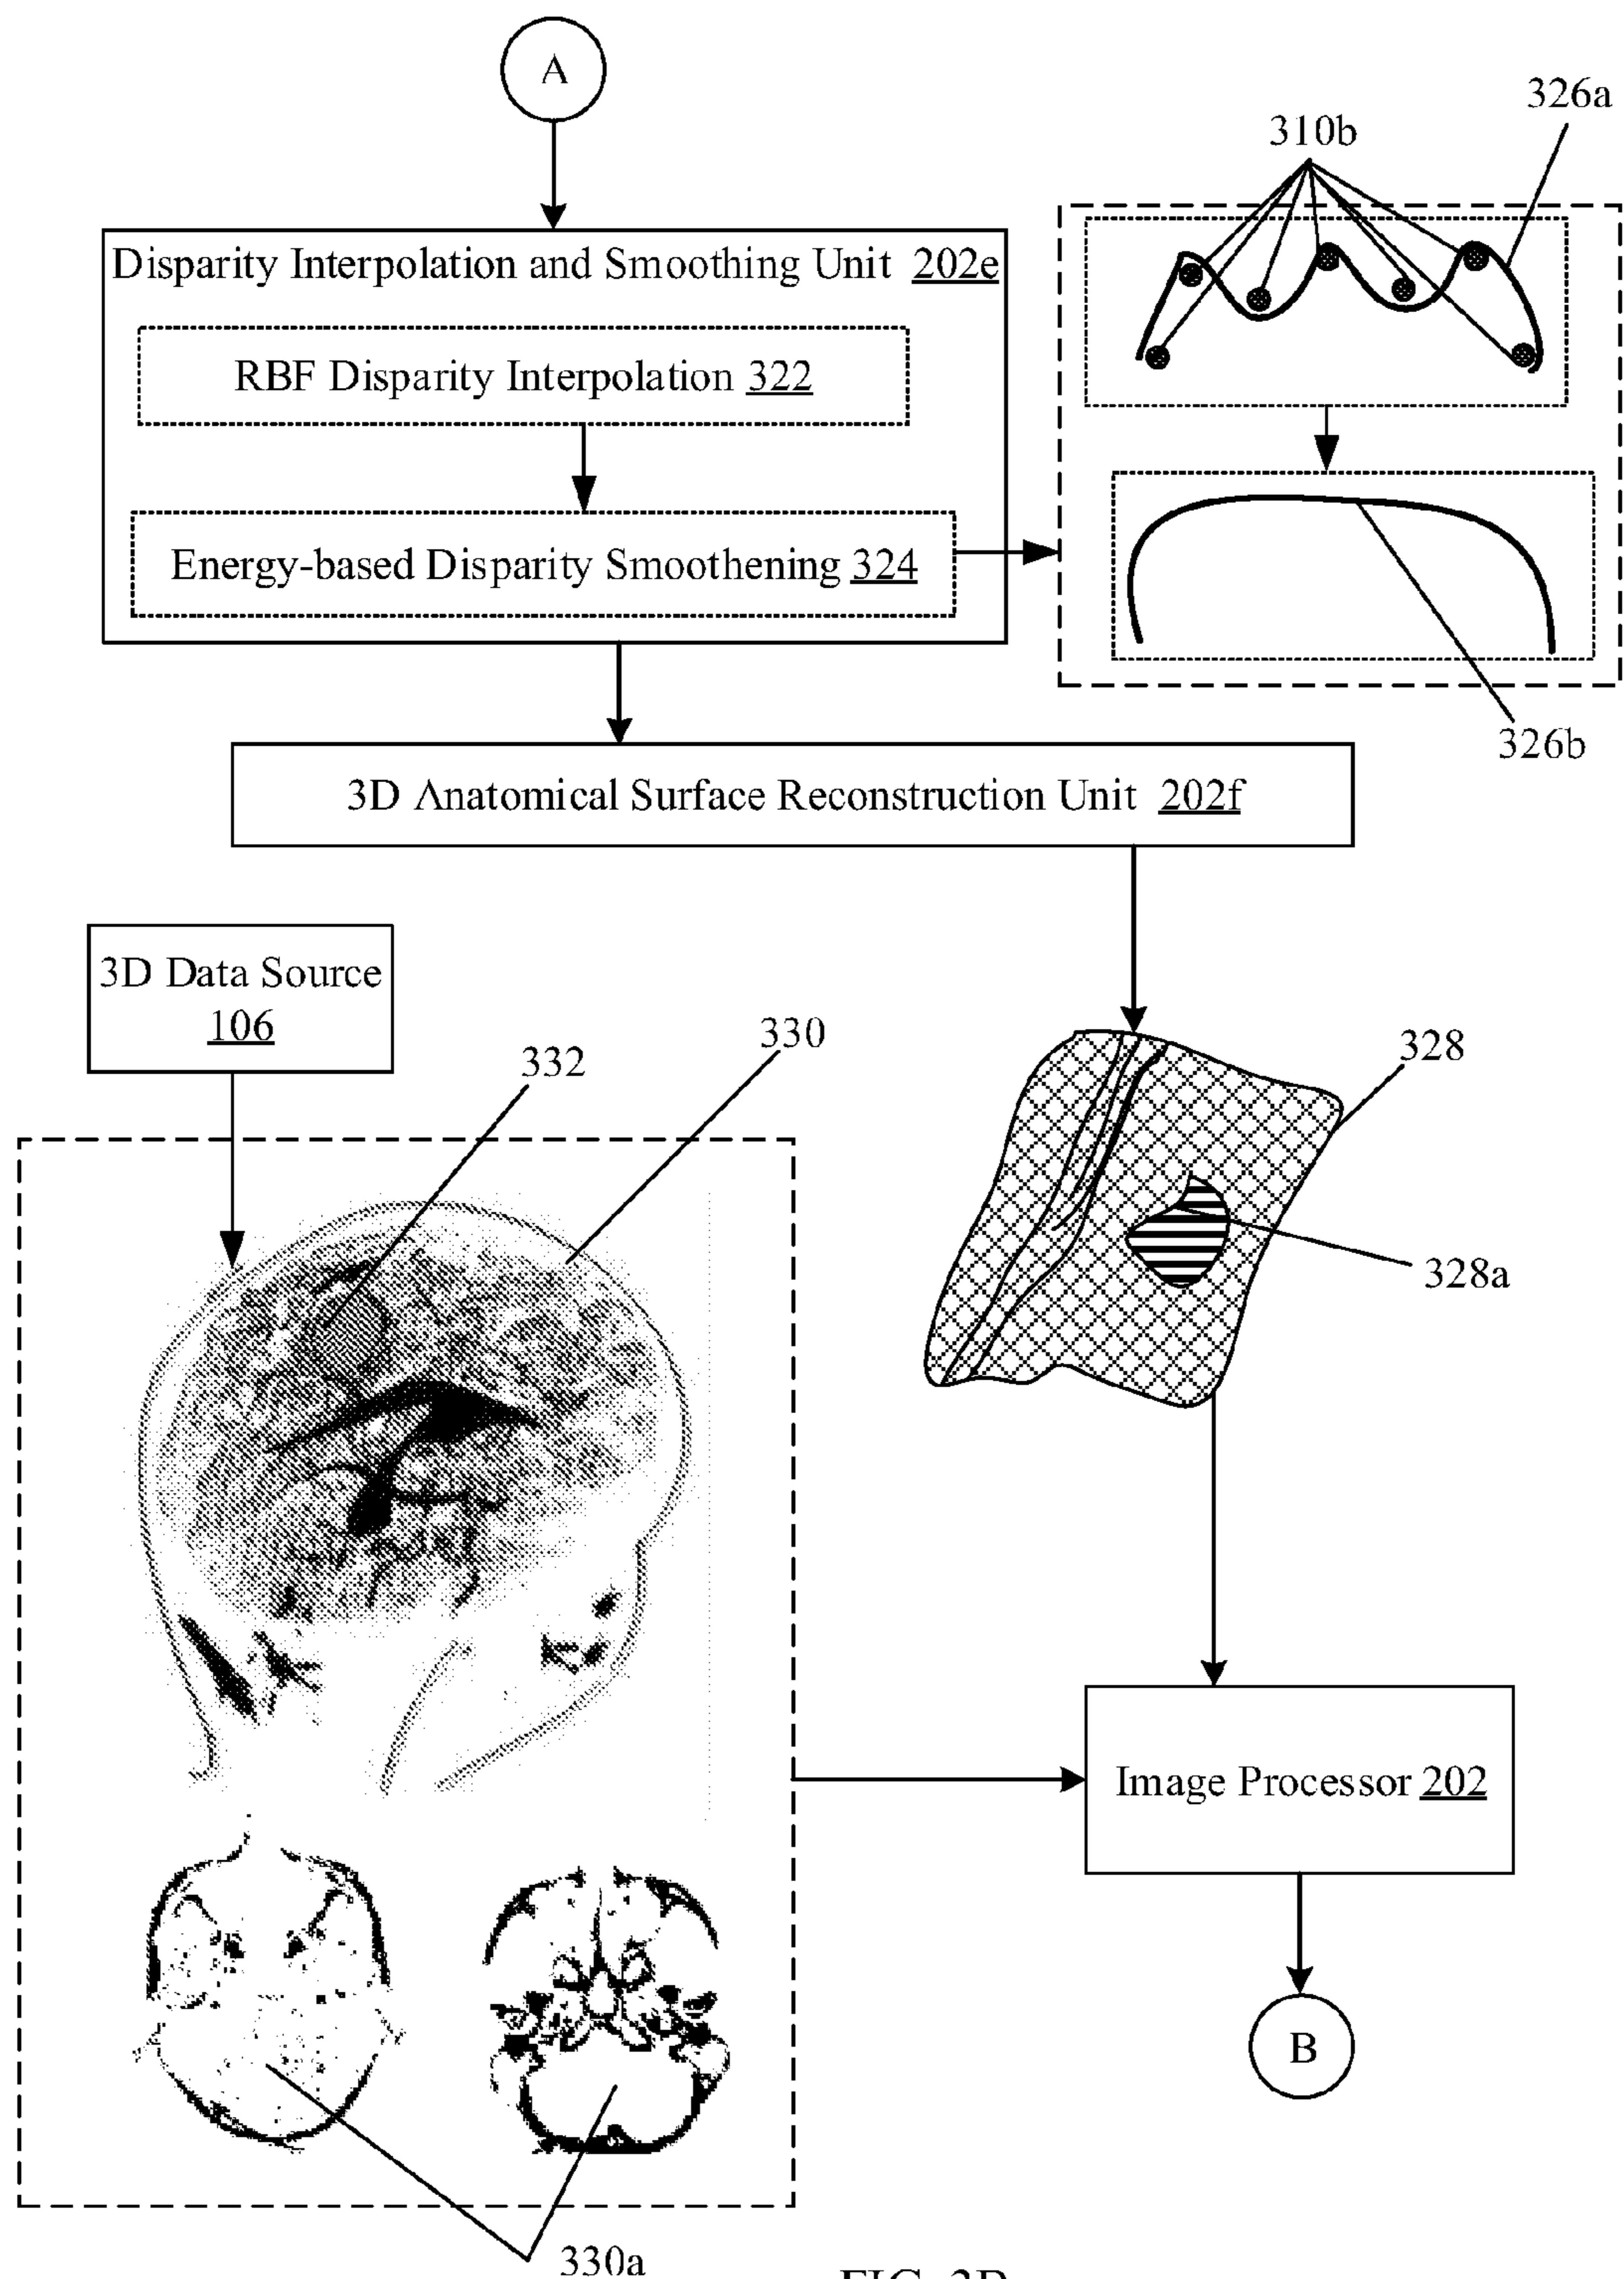 A
326a
310b
Disparity Interpolation and Smoothing Unit 202e
RBF Disparity Interpolation 322
Energy-based Disparity Smoothening 324
326b
3D Anatomical Surface Reconstruction Unit 202f
3D Data Source
106
332
330
328
328a
Image Processor 202
B
330a